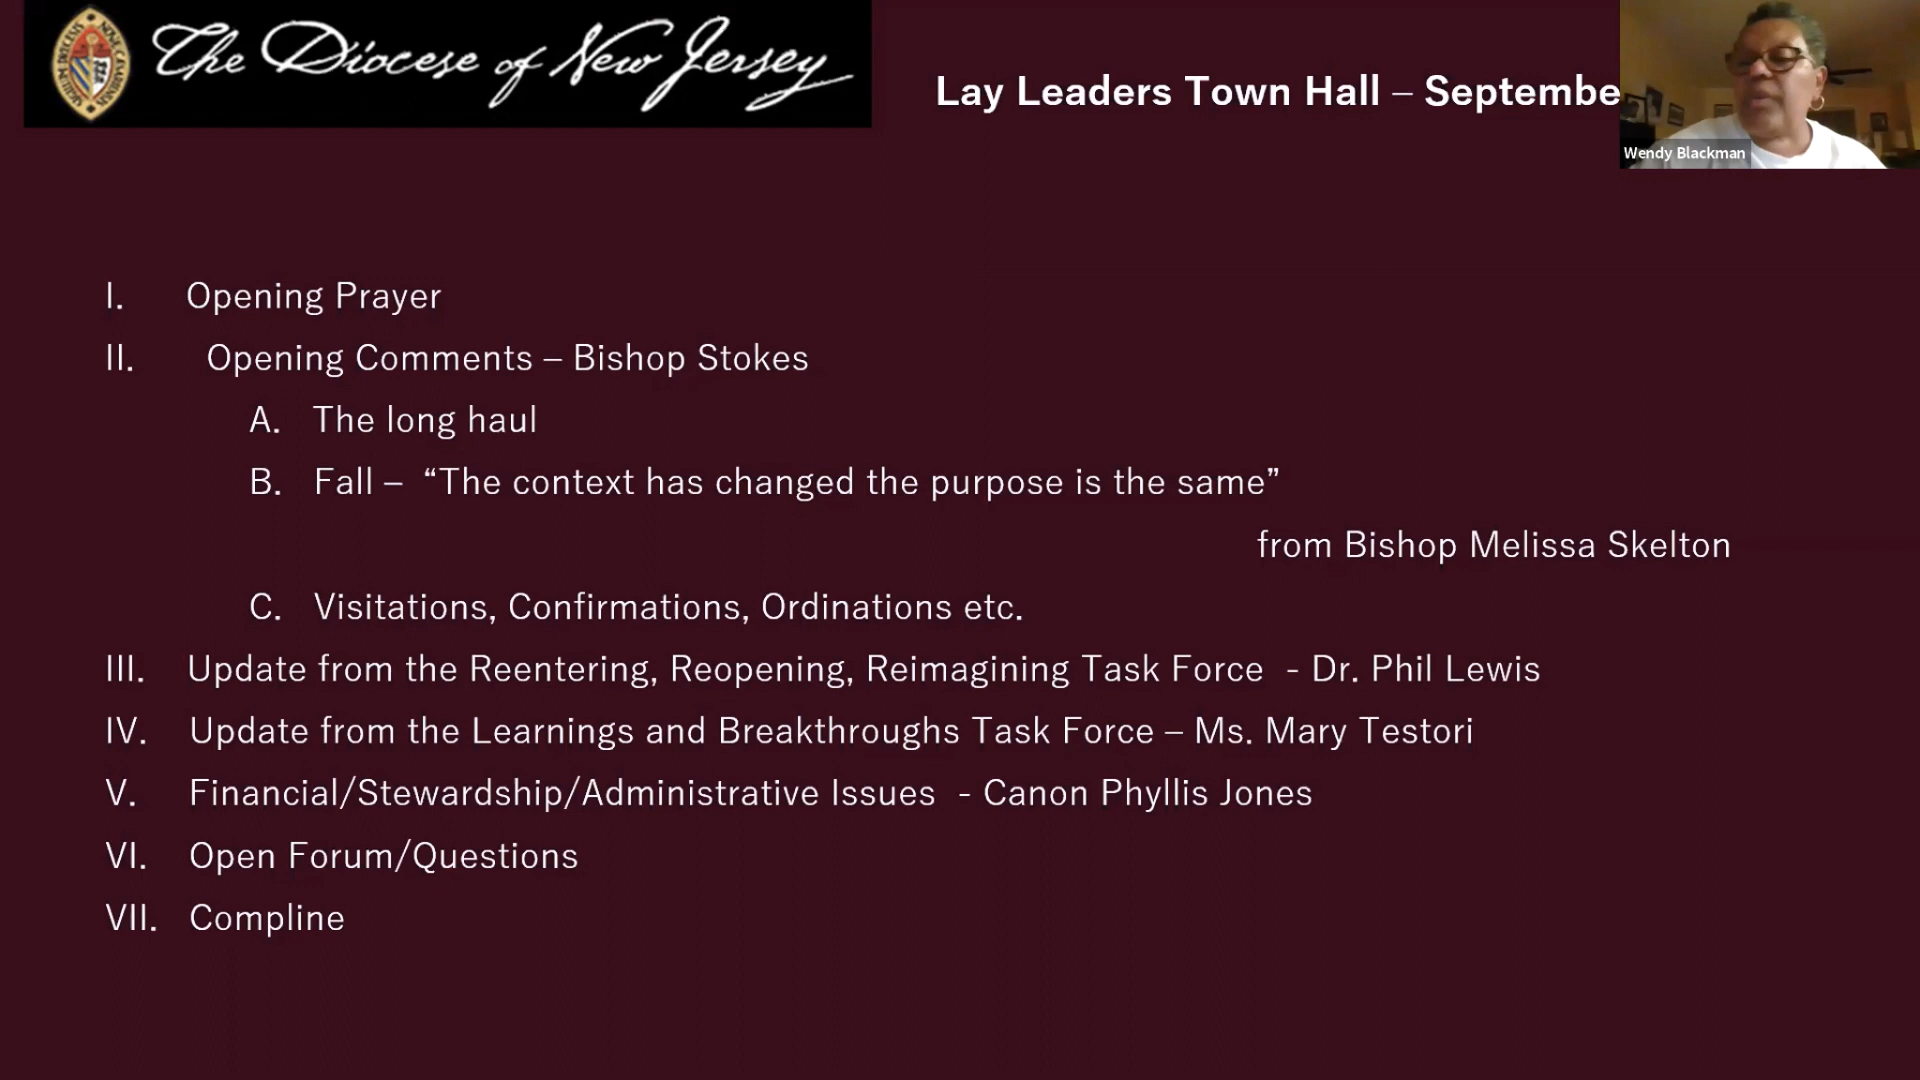 The Diocese of New Jersey
Lay Leaders Town Hall – Septembe
Wendy Blackman
I. Opening Prayer
II. Opening Comments – Bishop Stokes
A. The long haul
B. Fall – “The context has changed the purpose is the same”
from Bishop Melissa Skelton
C. Visitations, Confirmations, Ordinations etc.
III. Update from the Reentering, Reopening, Reimagining Task Force - Dr. Phil Lewis
IV. Update from the Learnings and Breakthroughs Task Force – Ms. Mary Testori
V. Financial/Stewardship/Administrative Issues - Canon Phyllis Jones
VI. Open Forum/Questions
VII. Compline